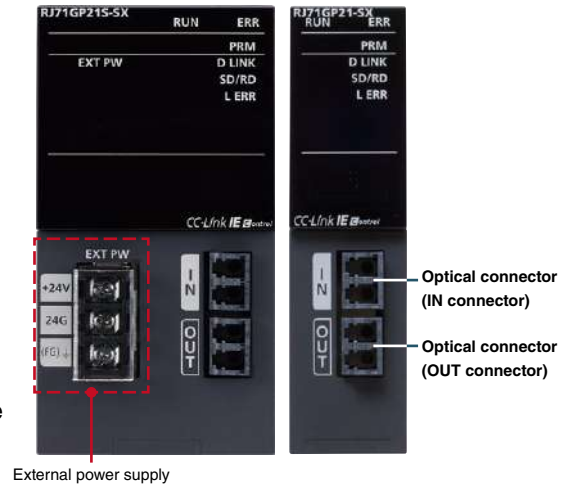 RJ71GP21S-SX
RUN ERR
PRM
EXT PW D LINK
SD/RD
L ERR
CC-Link IE Control
EXT PW
+24V
24G
(FG)
IN
OUT
RJ71GP21-SX
RUN ERR
PRM
D LINK
SD/RD
L ERR
CC-Link IE Control
IN
OUT
Optical connector
(IN connector)
Optical connector
(OUT connector)
e
External power supply